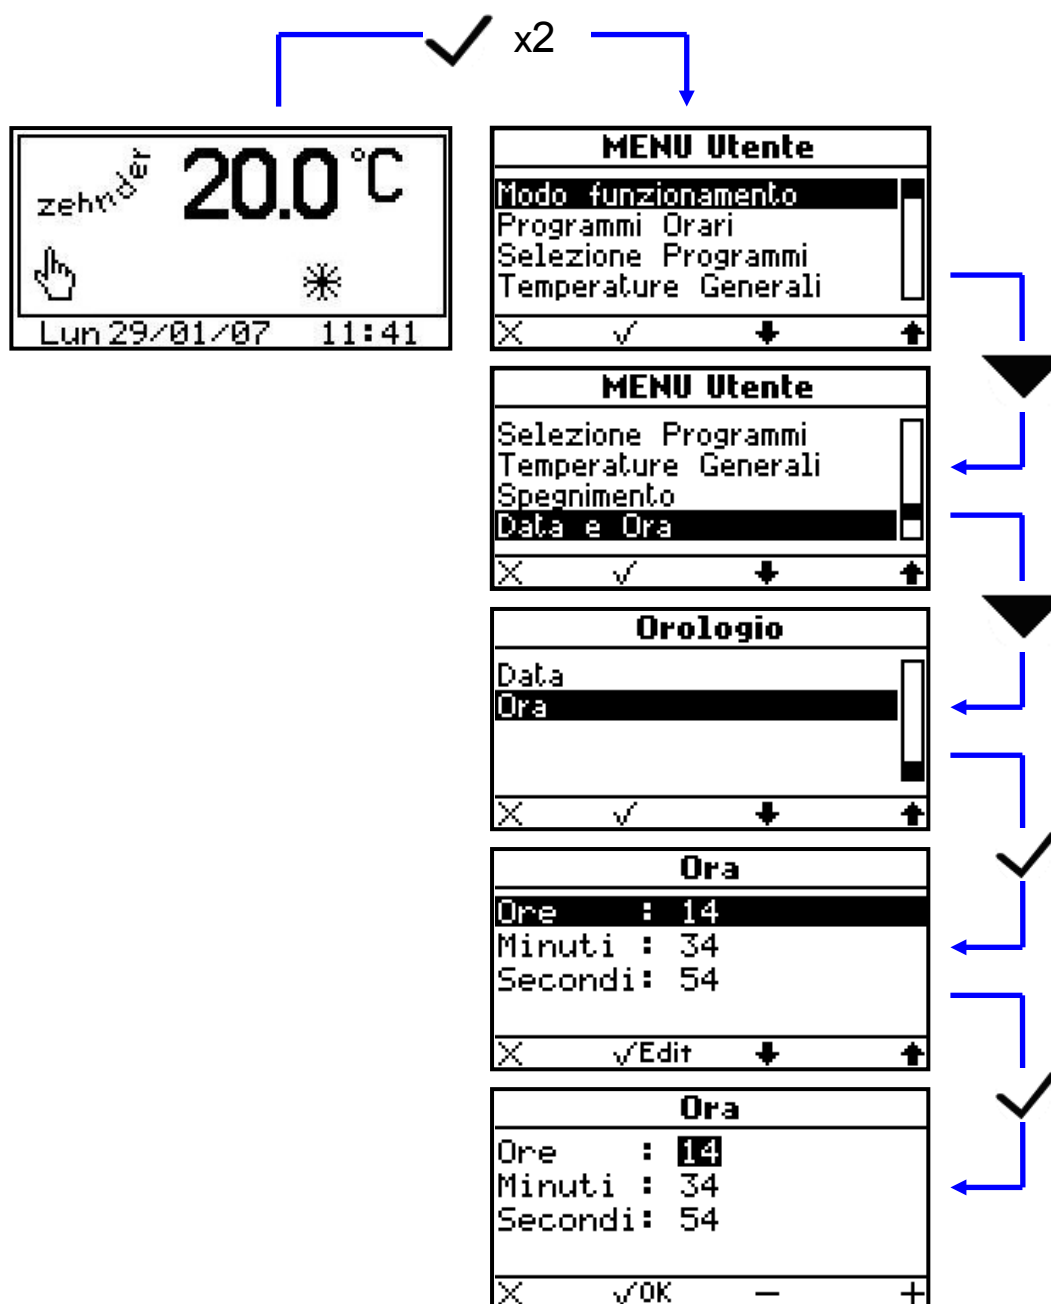 x2
zehnder 20.0 °C
Lun 29/01/07 11:41
MENU Utente
Modo funzionamento
Programmi Orari
Selezione Programmi
Temperature Generali
MENU Utente
Selezione Programmi
Temperature Generali
Spegnimento
Data e Ora
Orologio
Data
Ora
Ora
Ore : 14
Minuti : 34
Secondi: 54
✓Edit
Ora
Ore : 14
Minuti : 34
Secondi: 54
✓OK − +